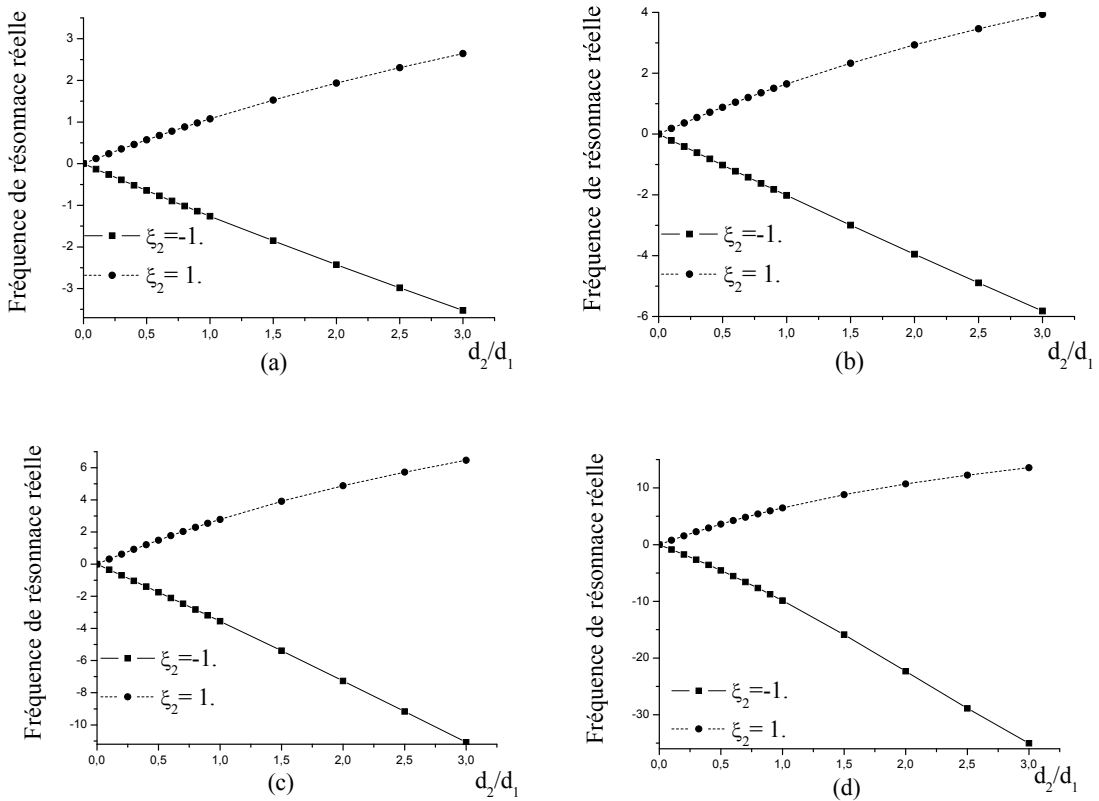 Fréquence de résonnace réelle
3
2
1
0
-1
-2
-3
ξ2=-1.
ξ2= 1.
0,0 0,5 1,0 1,5 2,0 2,5 3,0
d2/d1
(a)
Fréquence de résonnace réelle
4
2
0
-2
-4
-6
ξ2=-1.
ξ2= 1.
0,0 0,5 1,0 1,5 2,0 2,5 3,0
d2/d1
(b)
Fréquence de résonnace réelle
6
4
2
0
-2
-4
-6
-8
-10
ξ2=-1.
ξ2= 1.
0,0 0,5 1,0 1,5 2,0 2,5 3,0
d2/d1
(c)
Fréquence de résonnace réelle
10
0
-10
-20
-30
ξ2=-1.
ξ2= 1.
0,0 0,5 1,0 1,5 2,0 2,5 3,0
d2/d1
(d)